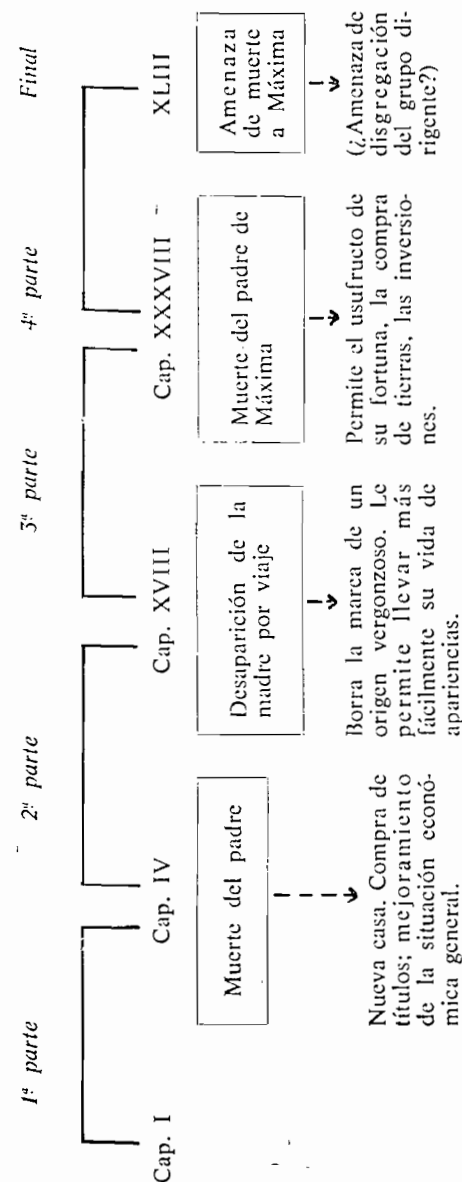 1ª parte
2ª parte
3ª parte
4ª parte
Final
Cap. I
Cap. IV
Cap. XVIII
Cap. XXXVIII
XLIII
Muerte del padre
Desaparición de la
madre por viaje
Muerte del padre de
Máxima
Amenaza
de muerte
a Máxima
Nueva casa. Compra de
títulos; mejoramiento
de la situación econó-
mica general.
Borra la marca de un
origen vergonzoso. Le
permite llevar más
fácilmente su vida de
apariencias.
Permite el usufructo de
su fortuna, la compra
de tierras, las inversio-
nes.
(¿Amenaza de
disgregación
del grupo di-
rigente?)